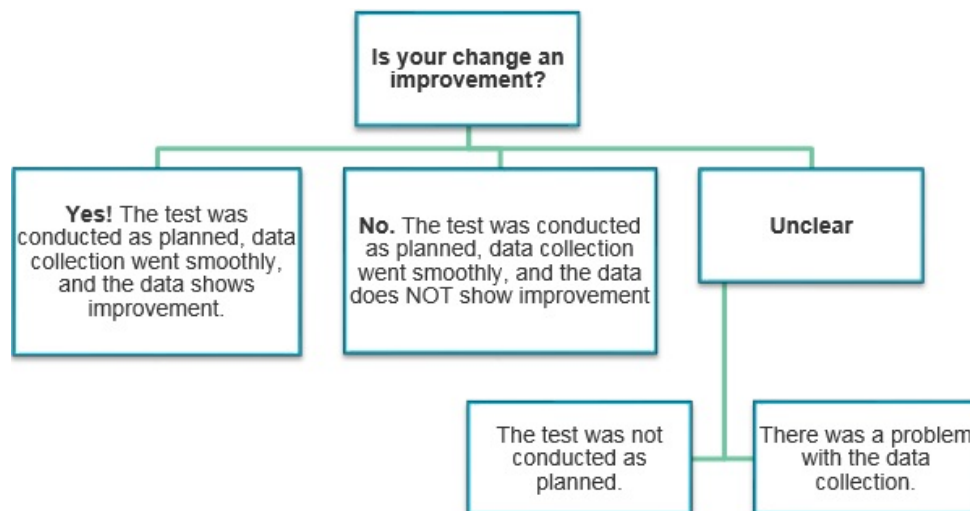 Is your change an
improvement?
Yes! The test was
conducted as planned, data
collection went smoothly,
and the data shows
improvement.
No. The test was conducted
as planned, data collection
went smoothly, and the data
does NOT show improvement
Unclear
The test was not
conducted as
planned.
There was a problem
with the data
collection.